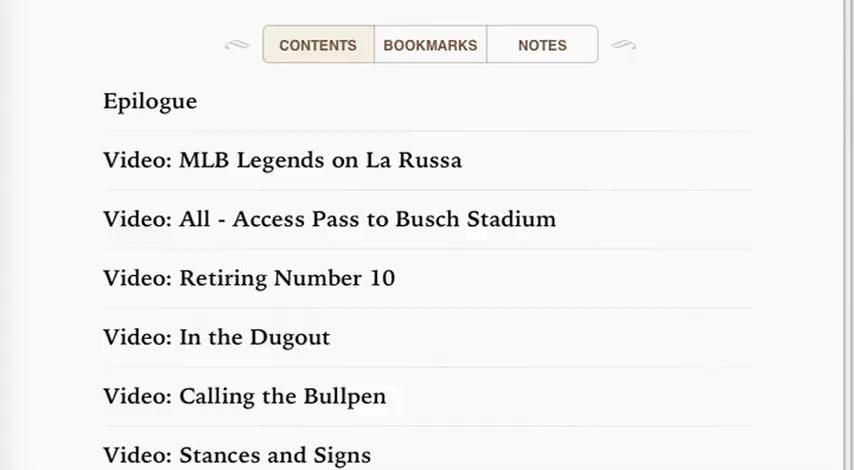 CONTENTS BOOKMARKS NOTES
Epilogue
Video: MLB Legends on La Russa
Video: All - Access Pass to Busch Stadium
Video: Retiring Number 10
Video: In the Dugout
Video: Calling the Bullpen
Video: Stances and Signs